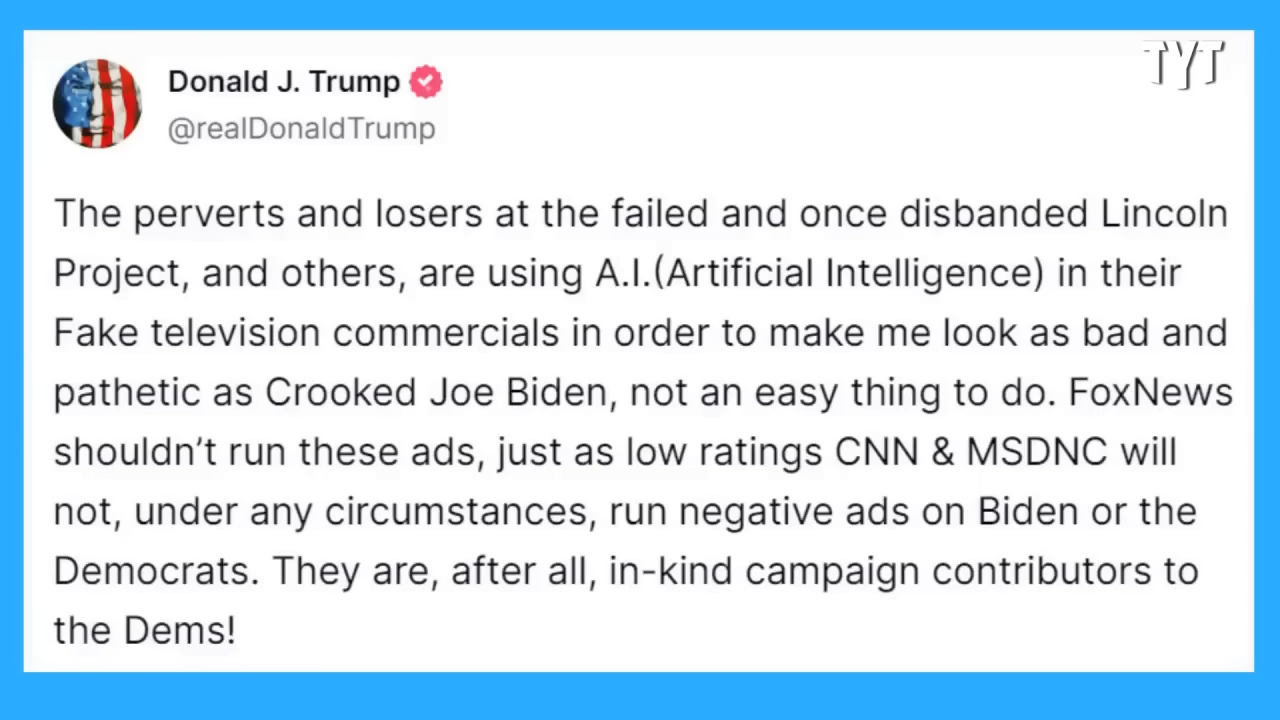 TYT
Donald J. Trump
@realDonaldTrump
The perverts and losers at the failed and once disbanded Lincoln
Project, and others, are using A.I.(Artificial Intelligence) in their
Fake television commercials in order to make me look as bad and
pathetic as Crooked Joe Biden, not an easy thing to do. FoxNews
shouldn’t run these ads, just as low ratings CNN & MSDNC will
not, under any circumstances, run negative ads on Biden or the
Democrats. They are, after all, in-kind campaign contributors to
the Dems!